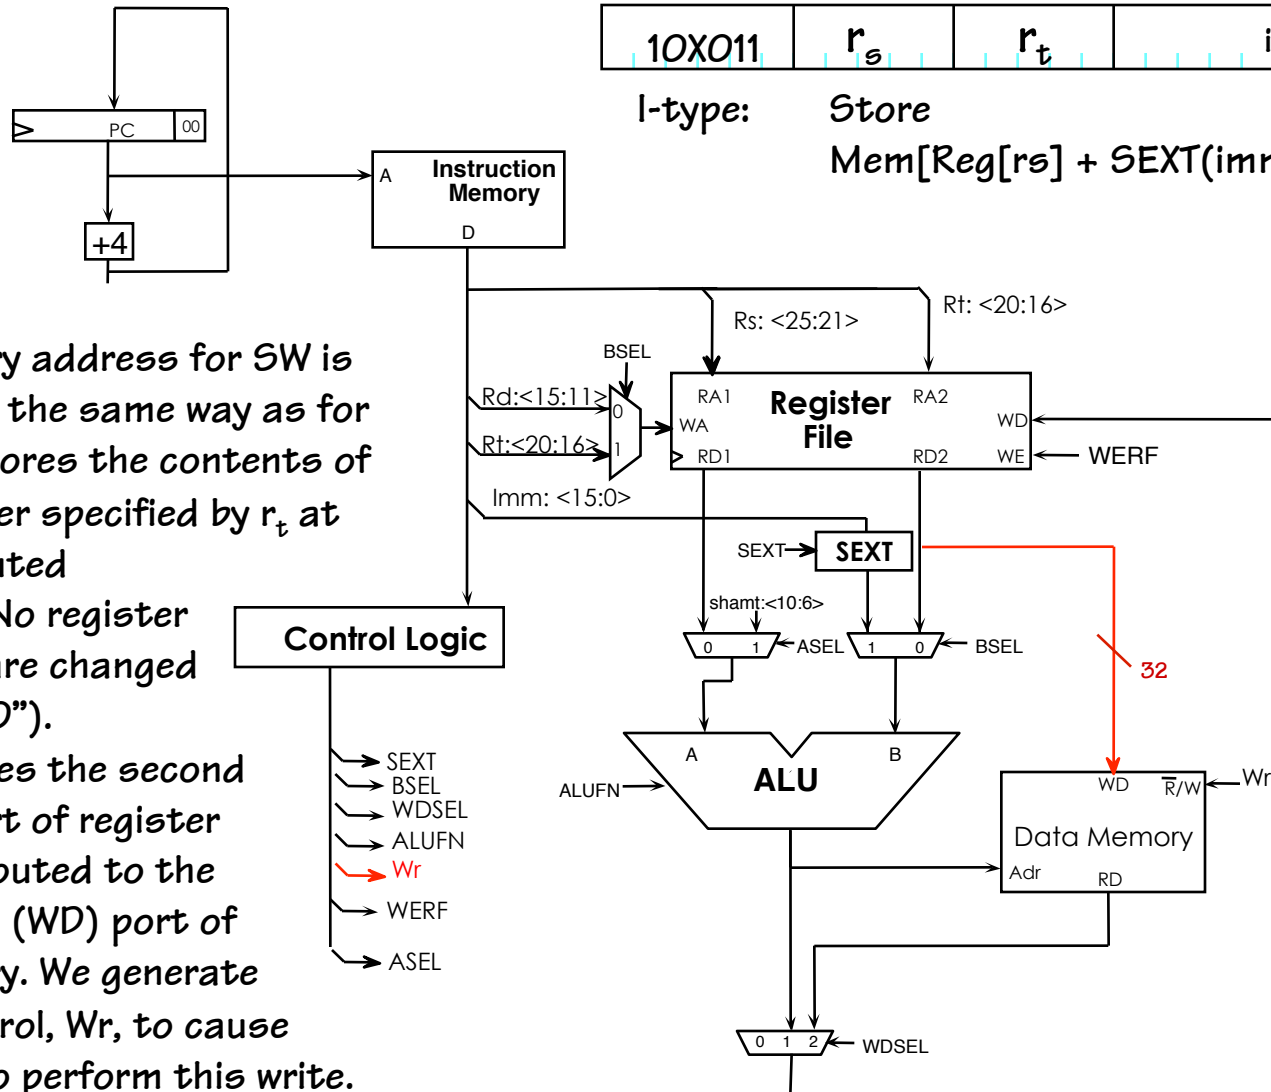 10X011 rs rt i
I-type: Store
Mem[Reg[rs] + SEXT(imm
PC 00
+4
A Instruction
Memory
D
Rs: <25:21>
Rt: <20:16>
BSEL
Rd:<15:11>
0
Rt:<20:16>
1
RA1 RA2
Register
File
WA
WD
RD1 RD2 WE
WERF
Imm: <15:0>
SEXT
SEXT
shamt:<10:6>
0 1
ASEL
1 0
BSEL
32
A B
ALU
ALUFN
WD R/W
Wr
Data Memory
Adr
RD
0 1 2
WDSEL
Control Logic
SEXT
BSEL
WDSEL
ALUFN
Wr
WERF
ASEL
ry address for SW is
the same way as for
ores the contents of
er specified by rt at
uted
No register
are changed
0”).
es the second
rt of register
outed to the
(WD) port of
y. We generate
rol, Wr, to cause
o perform this write.